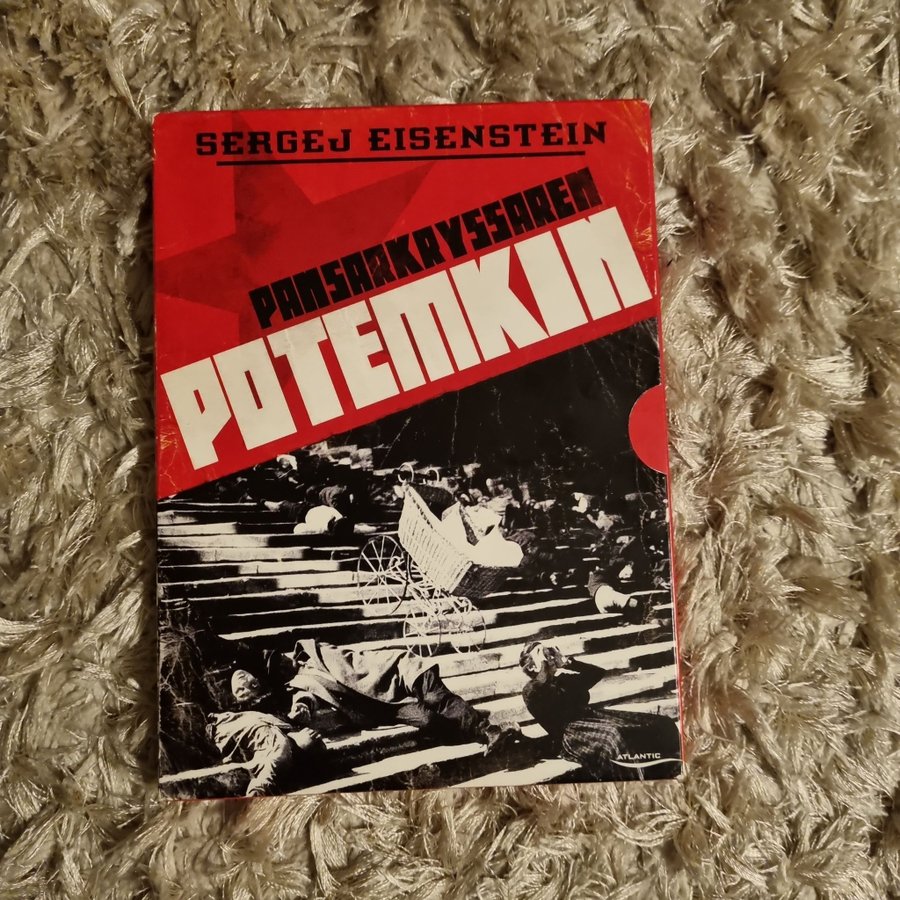 SERGEJ EISENSTEIN
PANSARKRYSSAREN
POTEMKIN
ATLANTIC